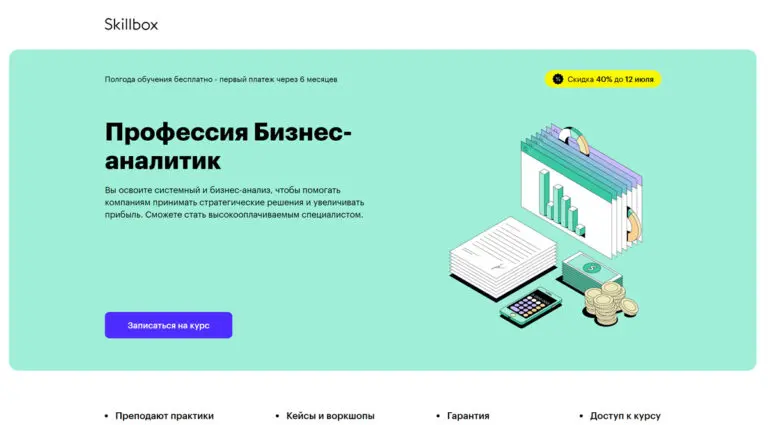 Skillbox
Полгода обучения бесплатно - первый платеж через 6 месяцев
Скидка 40% до 12 июля
Профессия Бизнес-
аналитик
Вы освоите системный и бизнес-анализ, чтобы помогать
компаниям принимать стратегические решения и увеличивать
прибыль. Сможете стать высокооплачиваемым специалистом.
Записаться на курс
• Преподают практики
• Кейсы и воркшопы
• Гарантия
• Доступ к курсу